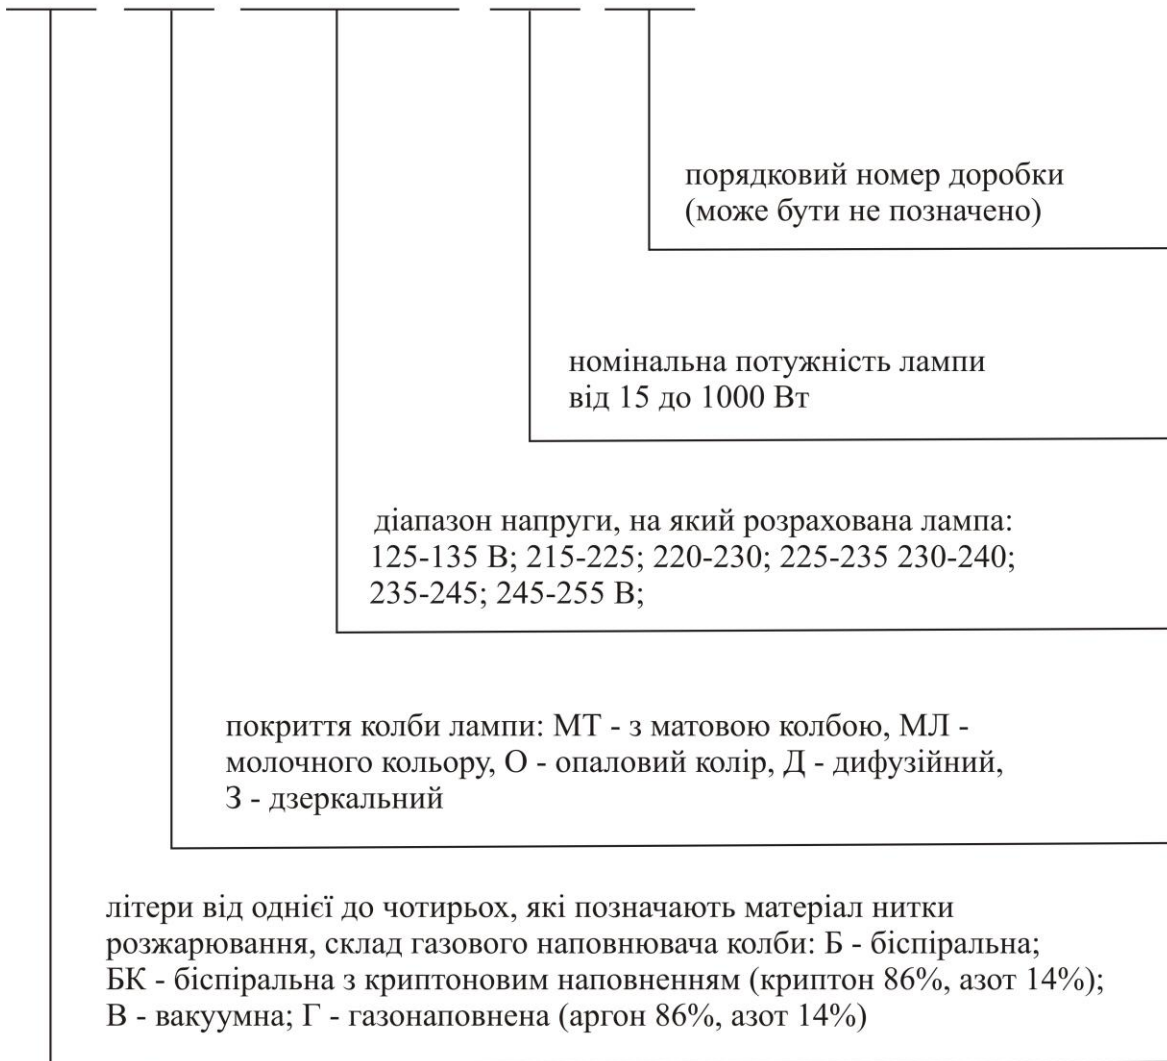 порядковий номер доробки
(може бути не позначено)
номінальна потужність лампи
від 15 до 1000 Вт
діапазон напруги, на який розрахована лампа:
125-135 В; 215-225; 220-230; 225-235 230-240;
235-245; 245-255 В;
покриття колби лампи: МТ - з матовою колбою, МЛ -
молочного кольору, О - опаловий колір, Д - дифузійний,
З - дзеркальний
літери від однієї до чотирьох, які позначають матеріал нитки
розжарювання, склад газового наповнювача колби: Б - біспіральна;
БК - біспіральна з криптоновим наповненням (криптон 86%, азот 14%);
В - вакуумна; Г - газонаповнена (аргон 86%, азот 14%)